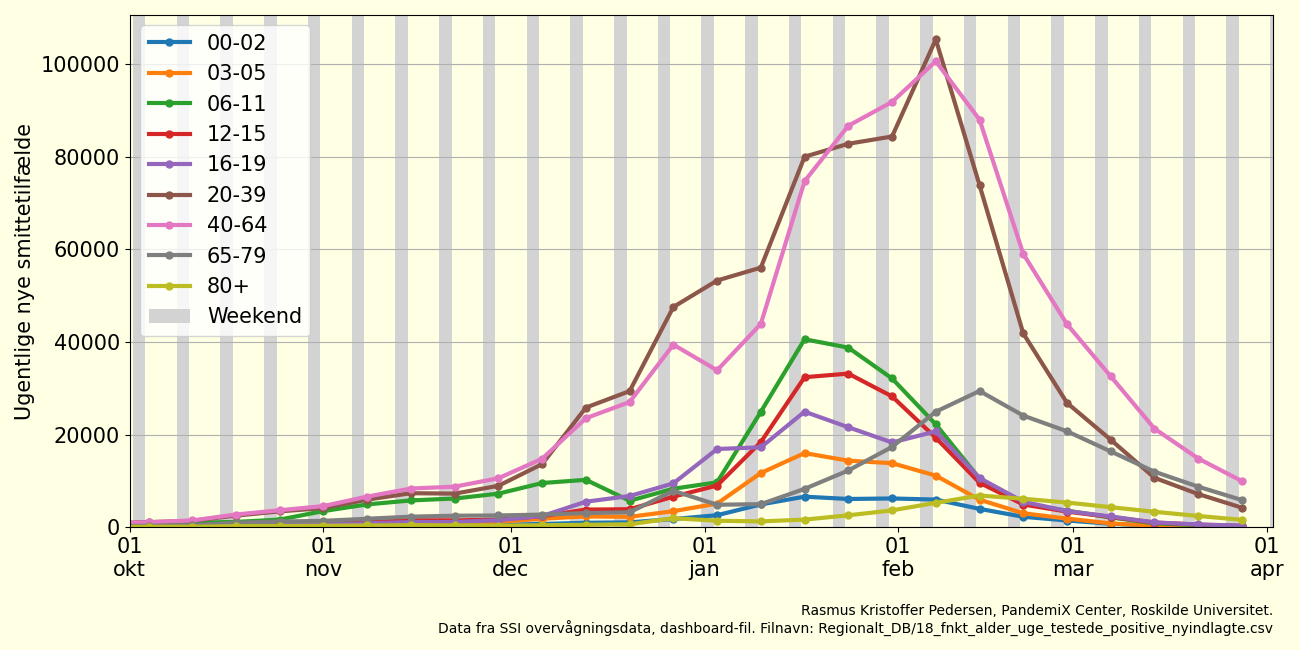 00-02
03-05
06-11
12-15
16-19
20-39
40-64
65-79
80+
Weekend
Ugentlige nye smittetilfælde
100000
80000
60000
40000
20000
0
01 01 01 01 01 01 01
okt nov dec jan feb mar apr
Rasmus Kristoffer Pedersen, PandemiX Center, Roskilde Universitet.
Data fra SSI overvågningsdata, dashboard-fil. Filnavn: Regionalt_DB/18_fnkt_alder_uge_testede_positive_nyindlagte.csv